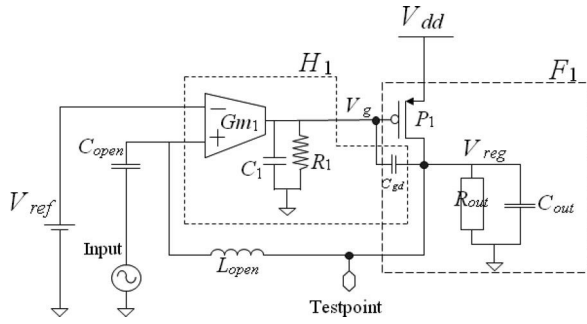 V_dd
H_1
F_1
Gm_1
V_g
P_1
C_open
C_1
R_1
C_gd
V_reg
R_out
C_out
V_ref
Input
L_open
Testpoint
−
+